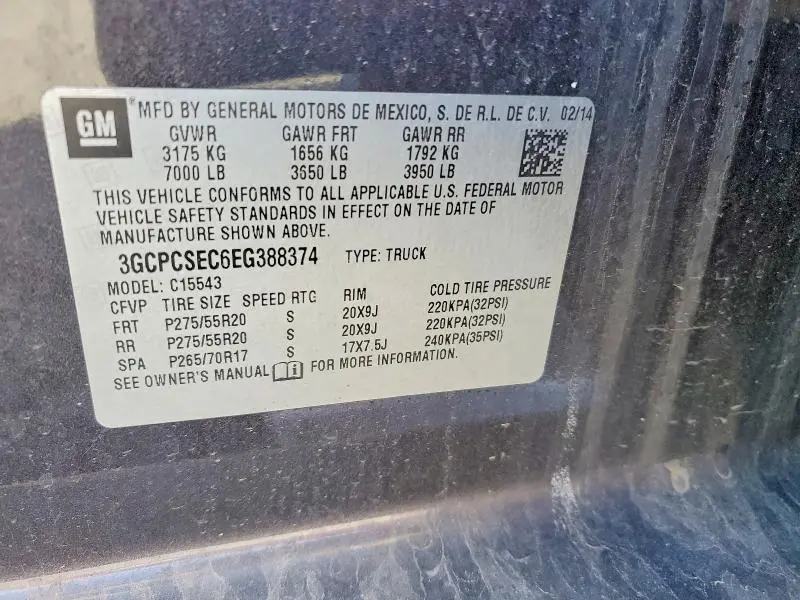 GM® MFD BY GENERAL MOTORS DE MEXICO, S. DE R.L. DE C.V. 02/14
GVWR GAWR FRT GAWR RR
3175 KG 1656 KG 1792 KG
7000 LB 3650 LB 3950 LB
THIS VEHICLE CONFORMS TO ALL APPLICABLE U.S. FEDERAL MOTOR
VEHICLE SAFETY STANDARDS IN EFFECT ON THE DATE OF
MANUFACTURE SHOWN ABOVE.
3GCPCSEC6EG388374 TYPE: TRUCK
MODEL: C15543
CFVP TIRE SIZE SPEED RTG RIM COLD TIRE PRESSURE
FRT P275/55R20 S 20X9J 220KPA(32PSI)
RR P275/55R20 S 20X9J 220KPA(32PSI)
SPA P265/70R17 S 17X7.5J 240KPA(35PSI)
SEE OWNER'S MANUAL i FOR MORE INFORMATION.